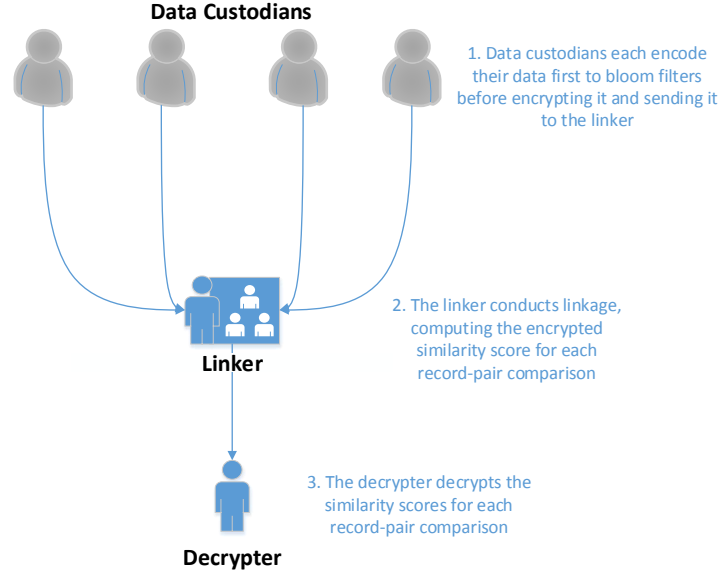 Data Custodians
1. Data custodians each encode
their data first to bloom filters
before encrypting it and sending it
to the linker
2. The linker conducts linkage,
computing the encrypted
similarity score for each
record-pair comparison
Linker
3. The decrypter decrypts the
similarity scores for each
record-pair comparison
Decrypter